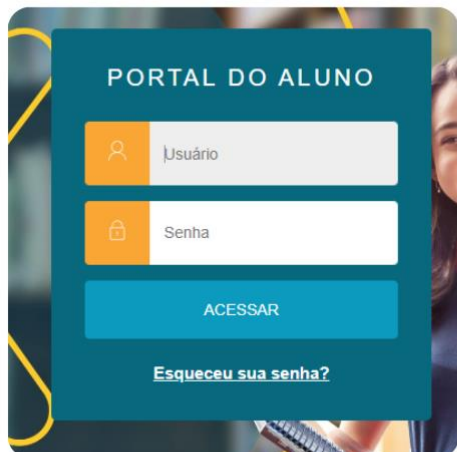 PORTAL DO ALUNO
Usuário
Senha
ACESSAR
Esqueceu sua senha?